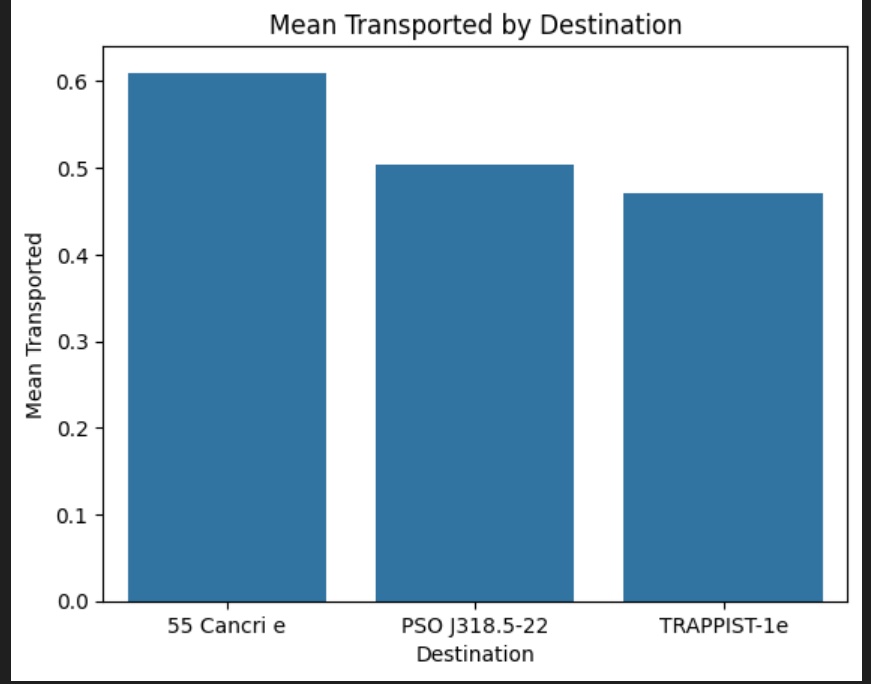 Mean Transported by Destination
Mean Transported
0.6
0.5
0.4
0.3
0.2
0.1
0.0
55 Cancri e
PSO J318.5-22
TRAPPIST-1e
Destination